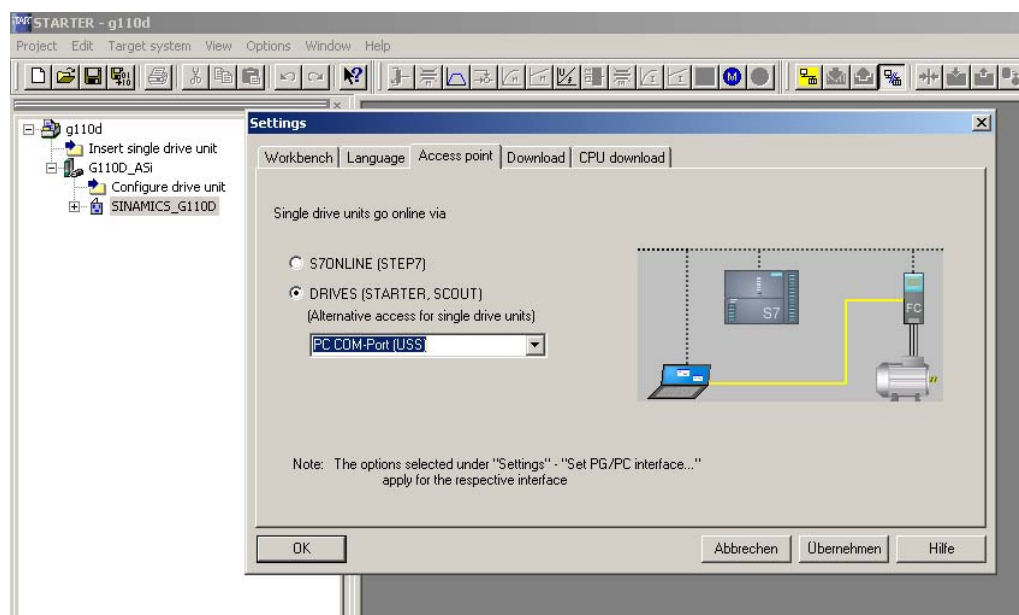 STARTER - g110d
Project Edit Target system View Options Window Help
g110d
Insert single drive unit
G110D_ASi
Configure drive unit
SINAMICS_G110D
Settings
Workbench Language Access point Download CPU download
Single drive units go online via
S7ONLINE (STEP7)
DRIVES (STARTER, SCOUT)
(Alternative access for single drive units)
PC COM-Port (USS)
S7
FC
Note: The options selected under "Settings" - "Set PG/PC interface..."
apply for the respective interface
OK Abbrechen Übernehmen Hilfe